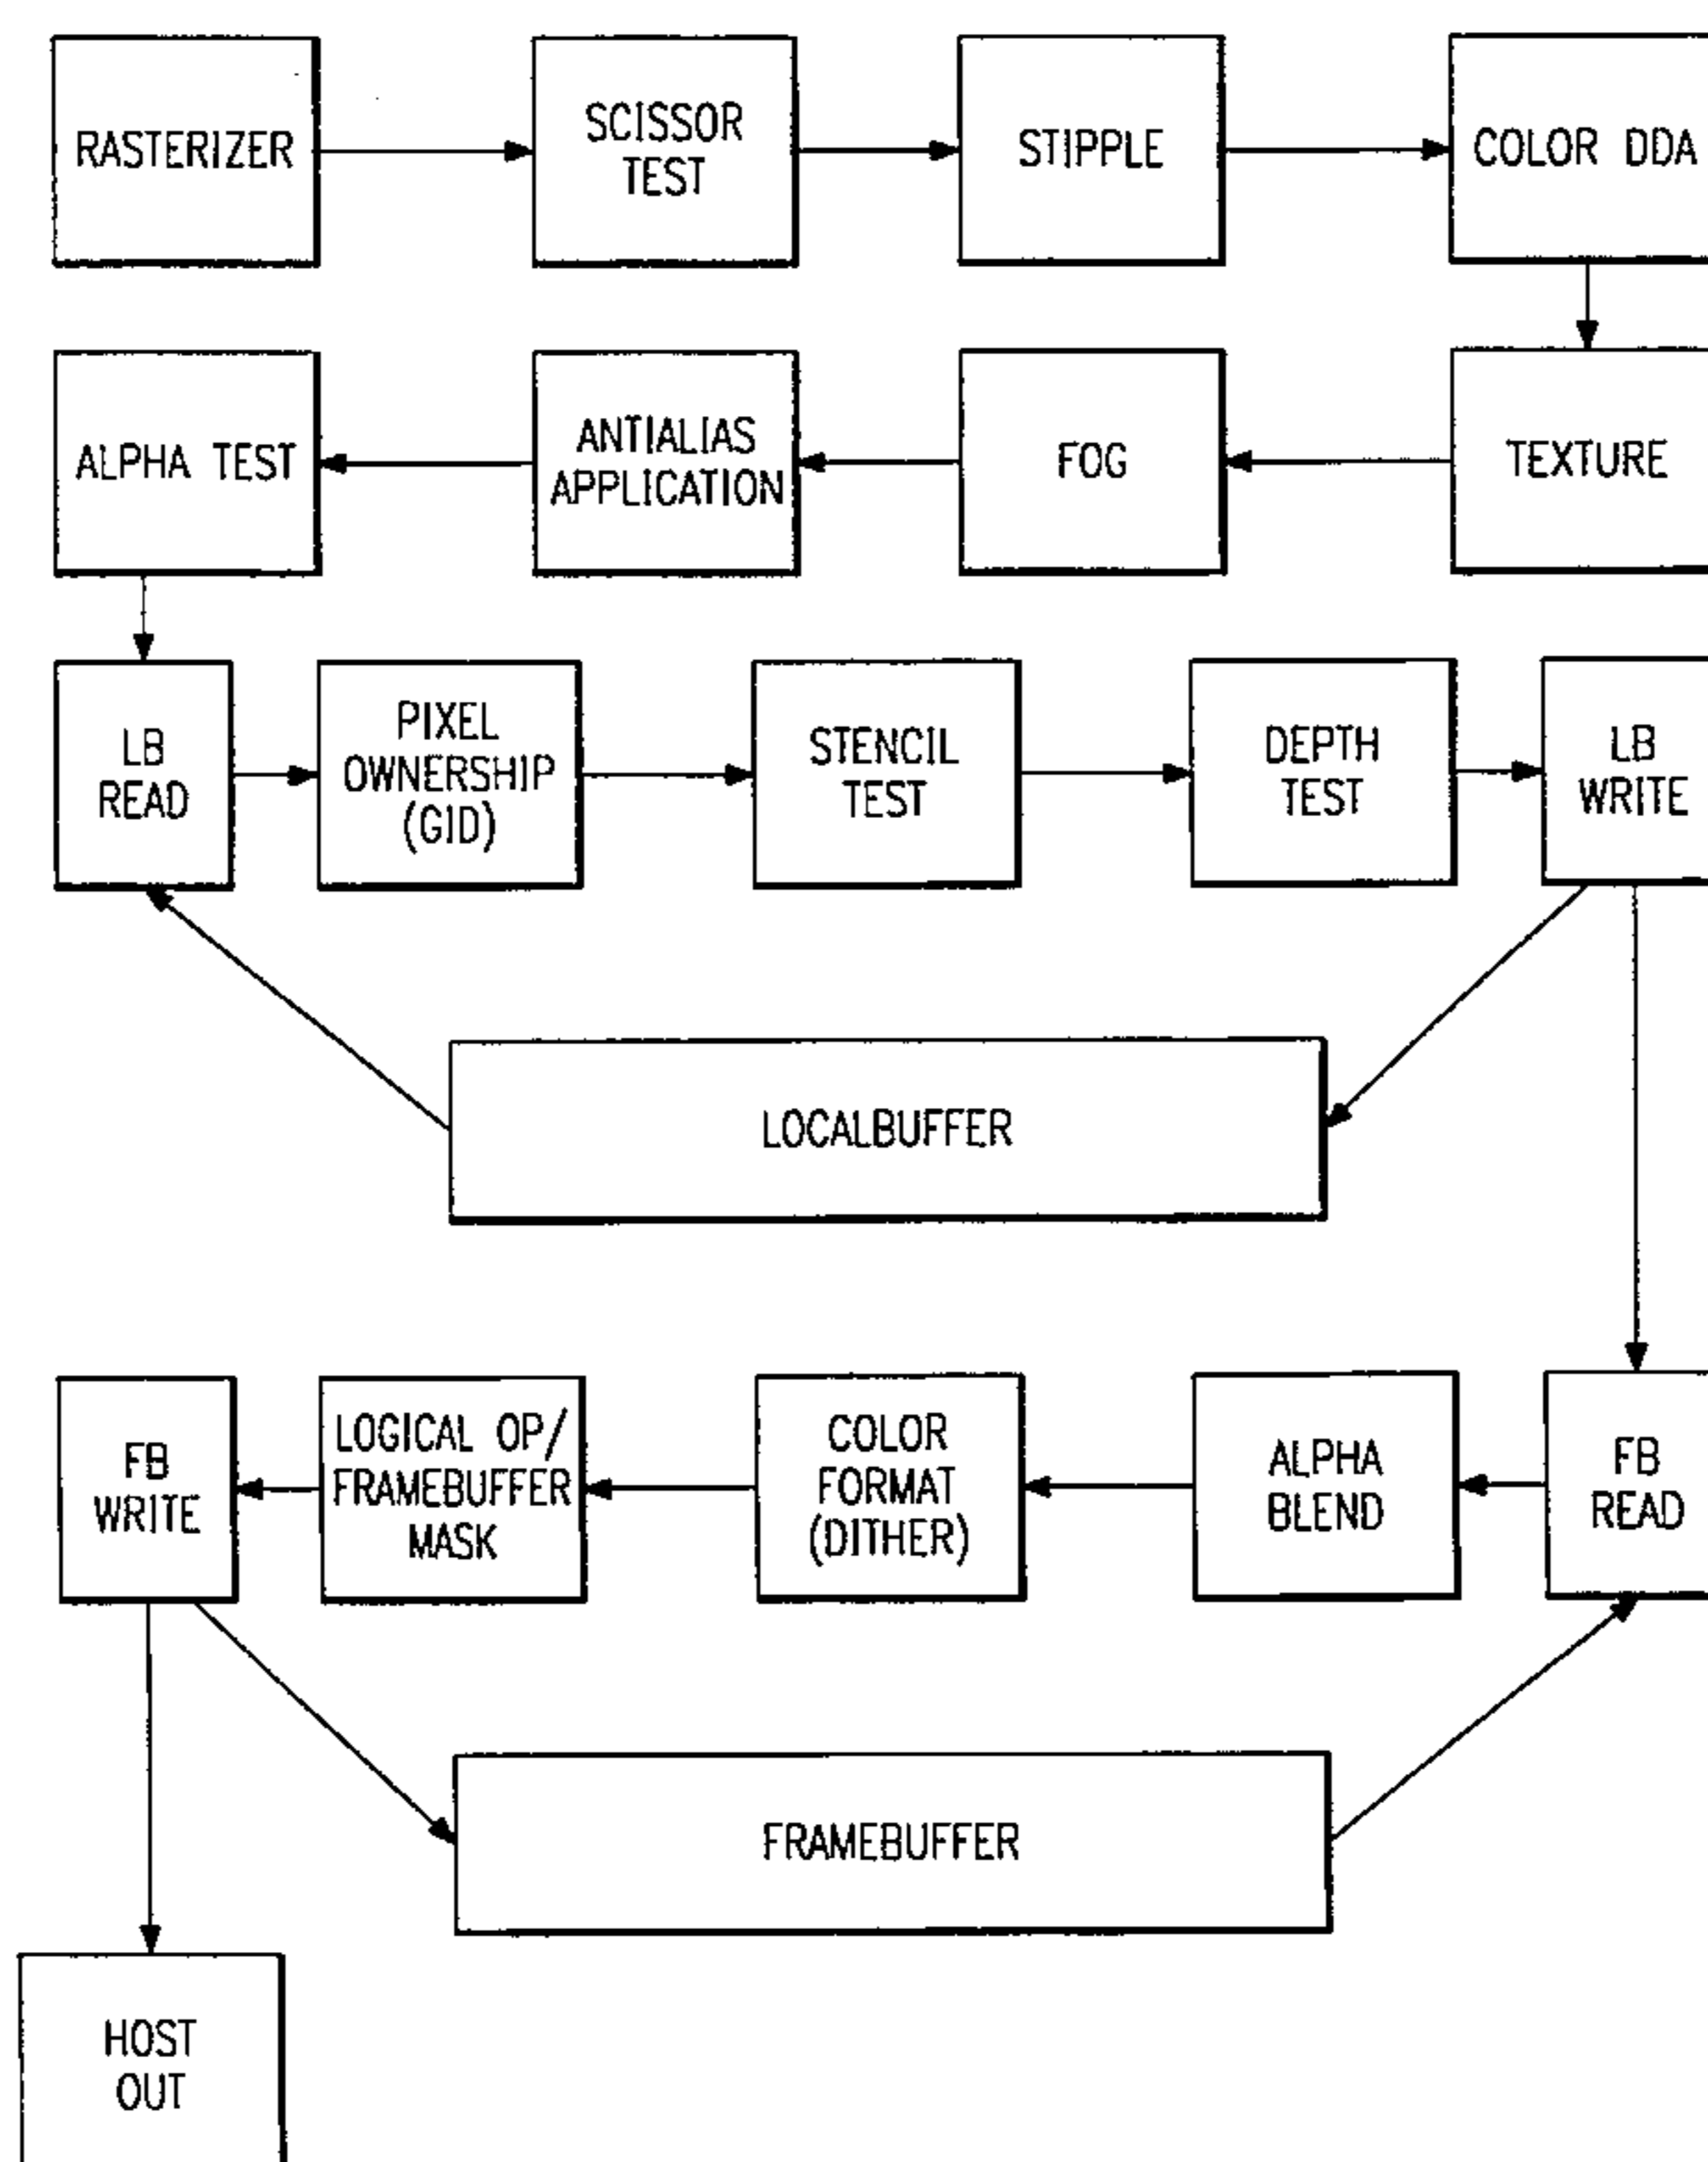 RASTERIZER
SCISSOR
TEST
STIPPLE
COLOR DDA
ALPHA TEST
ANTIALIAS
APPLICATION
FOG
TEXTURE
LB
READ
PIXEL
OWNERSHIP
(GID)
STENCIL
TEST
DEPTH
TEST
LB
WRITE
LOCALBUFFER
FB
WRITE
LOGICAL OP/
FRAMEBUFFER
MASK
COLOR
FORMAT
(DITHER)
ALPHA
BLEND
FB
READ
FRAMEBUFFER
HOST
OUT